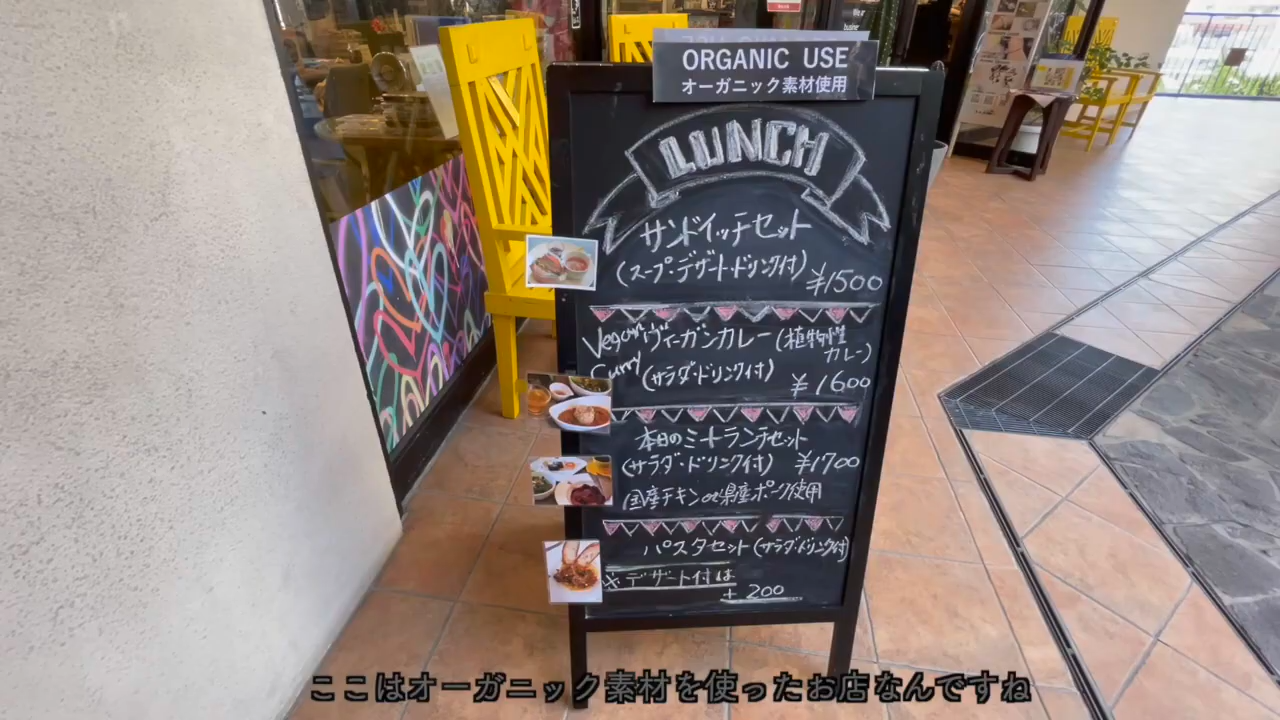 ORGANIC USE
オーガニック素材使用
LUNCH
サンドイッチセット
(スープ・デザート・ドリンク付)
¥1500
Vegan
Curry
ヴィーガンカレー(植物性
カレー)
(サラダ・ドリンク付)
¥1600
本日のミートランチセット
(サラダ・ドリンク付) ¥1700
(国産チキンor県産ポーク使用
パスタセット(サラダ・ドリンク付)
※デザート付は
+200
ここはオーガニック素材を使ったお店なんですね